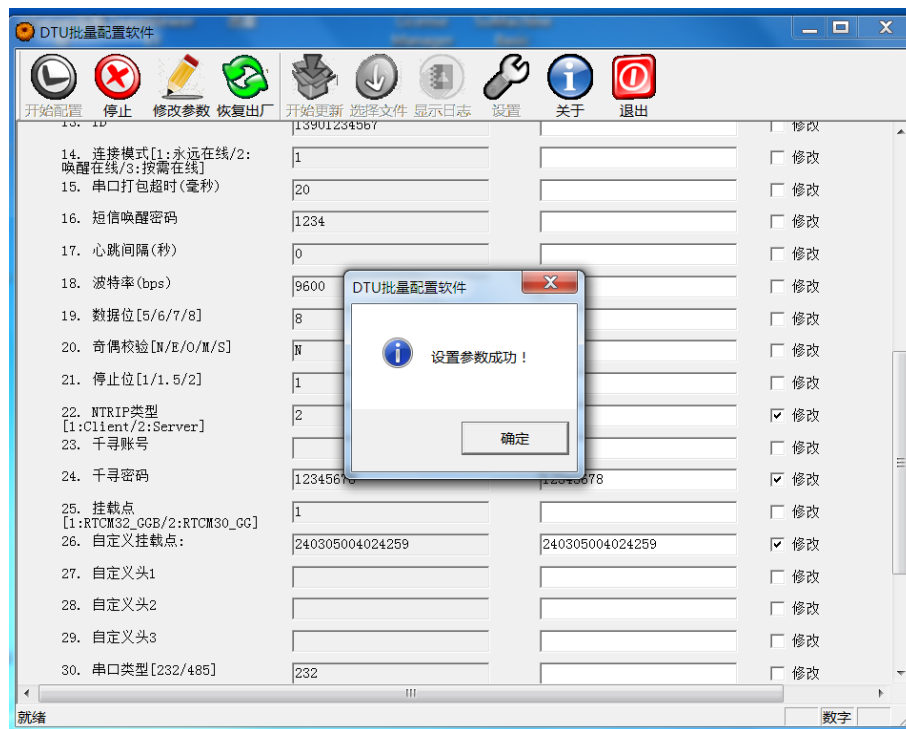 DTU批量配置软件
开始配置 停止 修改参数 恢复出厂 开始更新 选择文件 显示日志 设置 关于 退出
13. ID 13901234567 修改
14. 连接模式[1:永远在线/2:
唤醒在线/3:按需在线] 1 修改
15. 串口打包超时(毫秒) 20 修改
16. 短信唤醒密码 1234 修改
17. 心跳间隔(秒) 0 修改
18. 波特率(bps) 9600 修改
DTU批量配置软件
19. 数据位[5/6/7/8] 8 修改
20. 奇偶校验[N/E/O/M/S] N 修改
设置参数成功！
21. 停止位[1/1.5/2] 1 修改
22. NTRIP类型
[1:Client/2:Server] 2 修改
确定
23. 千寻账号 修改
24. 千寻密码 12345678 12345678 修改
25. 挂载点
[1:RTCM32_GGB/2:RTCM30_GG] 1 修改
26. 自定义挂载点: 240305004024259 240305004024259 修改
27. 自定义头1 修改
28. 自定义头2 修改
29. 自定义头3 修改
30. 串口类型[232/485] 232 修改
就绪 数字